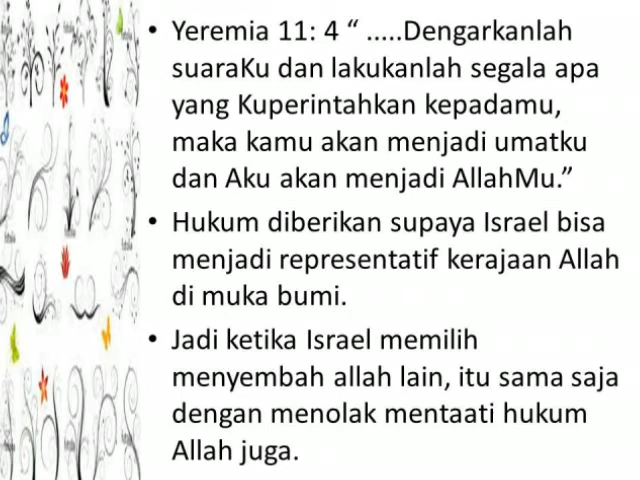 • Yeremia 11: 4 “ .....Dengarkanlah
suaraKu dan lakukanlah segala apa
yang Kuperintahkan kepadamu,
maka kamu akan menjadi umatku
dan Aku akan menjadi AllahMu.”
• Hukum diberikan supaya Israel bisa
menjadi representatif kerajaan Allah
di muka bumi.
• Jadi ketika Israel memilih
menyembah allah lain, itu sama saja
dengan menolak mentaati hukum
Allah juga.